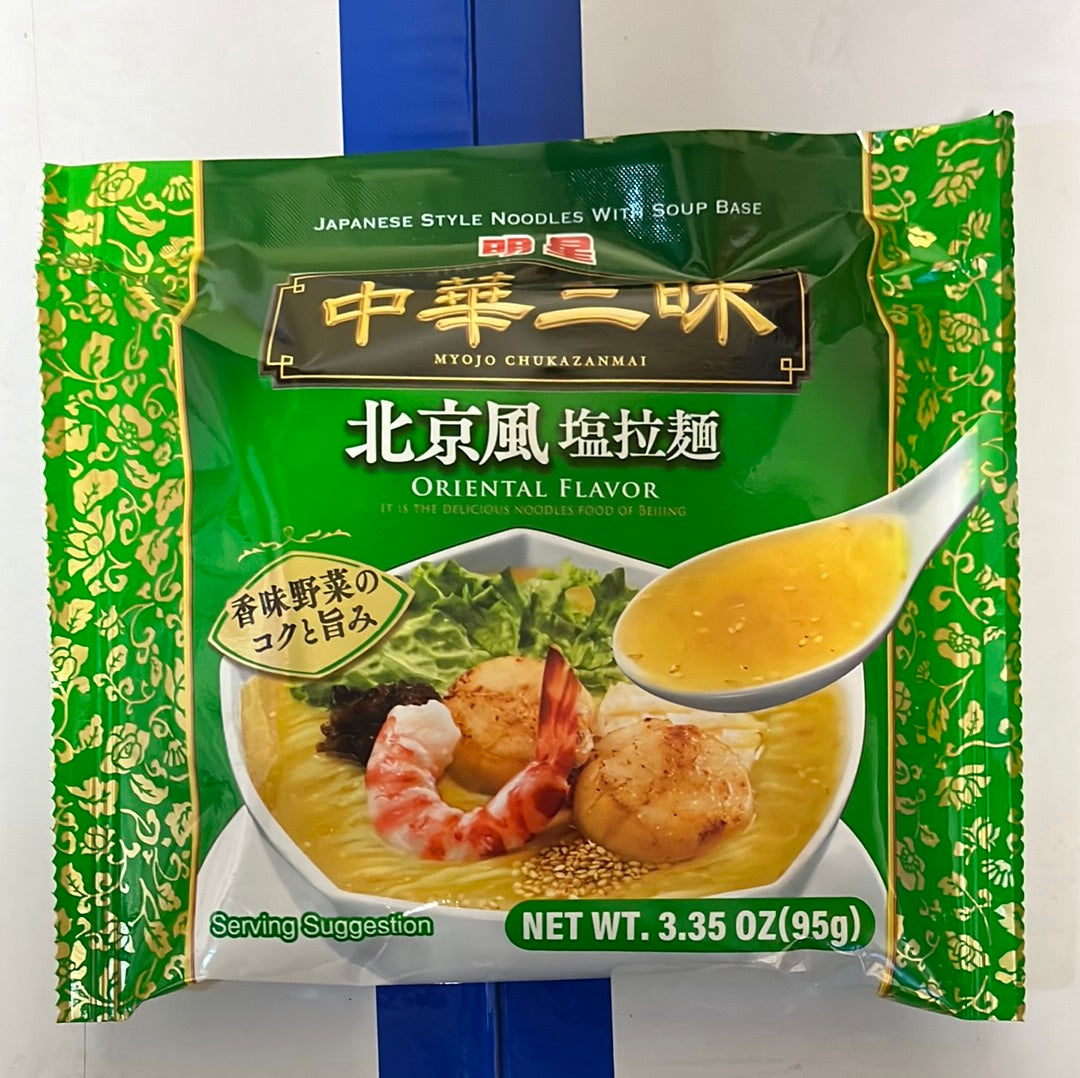 JAPANESE STYLE NOODLES WITH SOUP BASE
明星
中華三昧
MYOJO CHUKAZANMAI
北京風 塩拉麺
ORIENTAL FLAVOR
IT IS THE DELICIOUS NOODLES FOOD OF BEIJING
香味野菜の
コクと旨み
Serving Suggestion
NET WT. 3.35 OZ(95g)